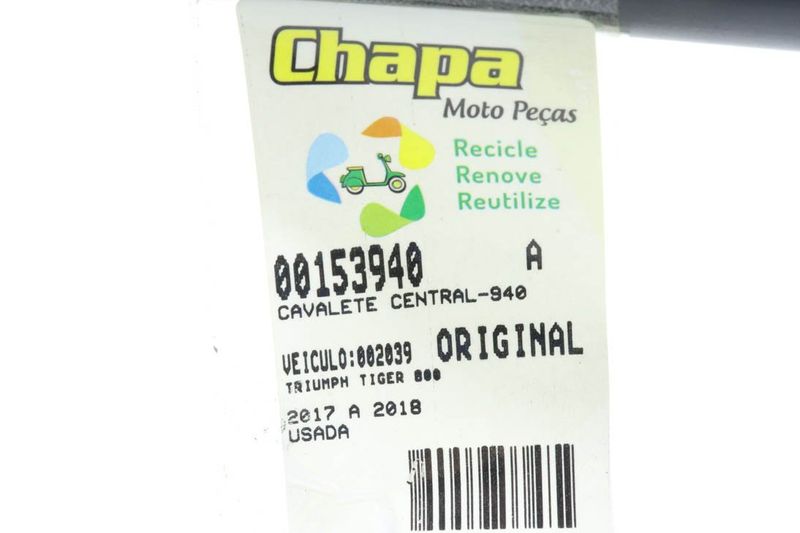 Chapa
Moto Peças
Recicle
Renove
Reutilize
00153940 A
CAVALETE CENTRAL-940
VEICULO:002039 ORIGINAL
TRIUMPH TIGER 800
2017 A 2018
USADA